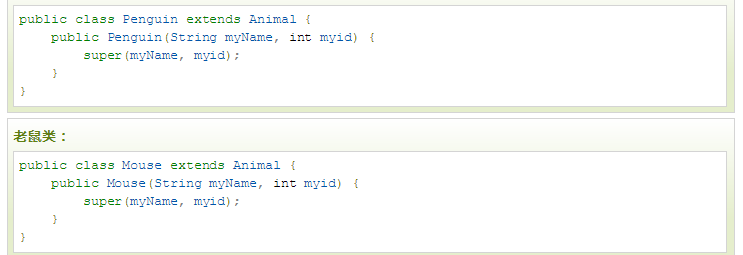 public class Penguin extends Animal {
    public Penguin(String myName, int myid) {
        super(myName, myid);
    }
}
老鼠类：
public class Mouse extends Animal {
    public Mouse(String myName, int myid) {
        super(myName, myid);
    }
}